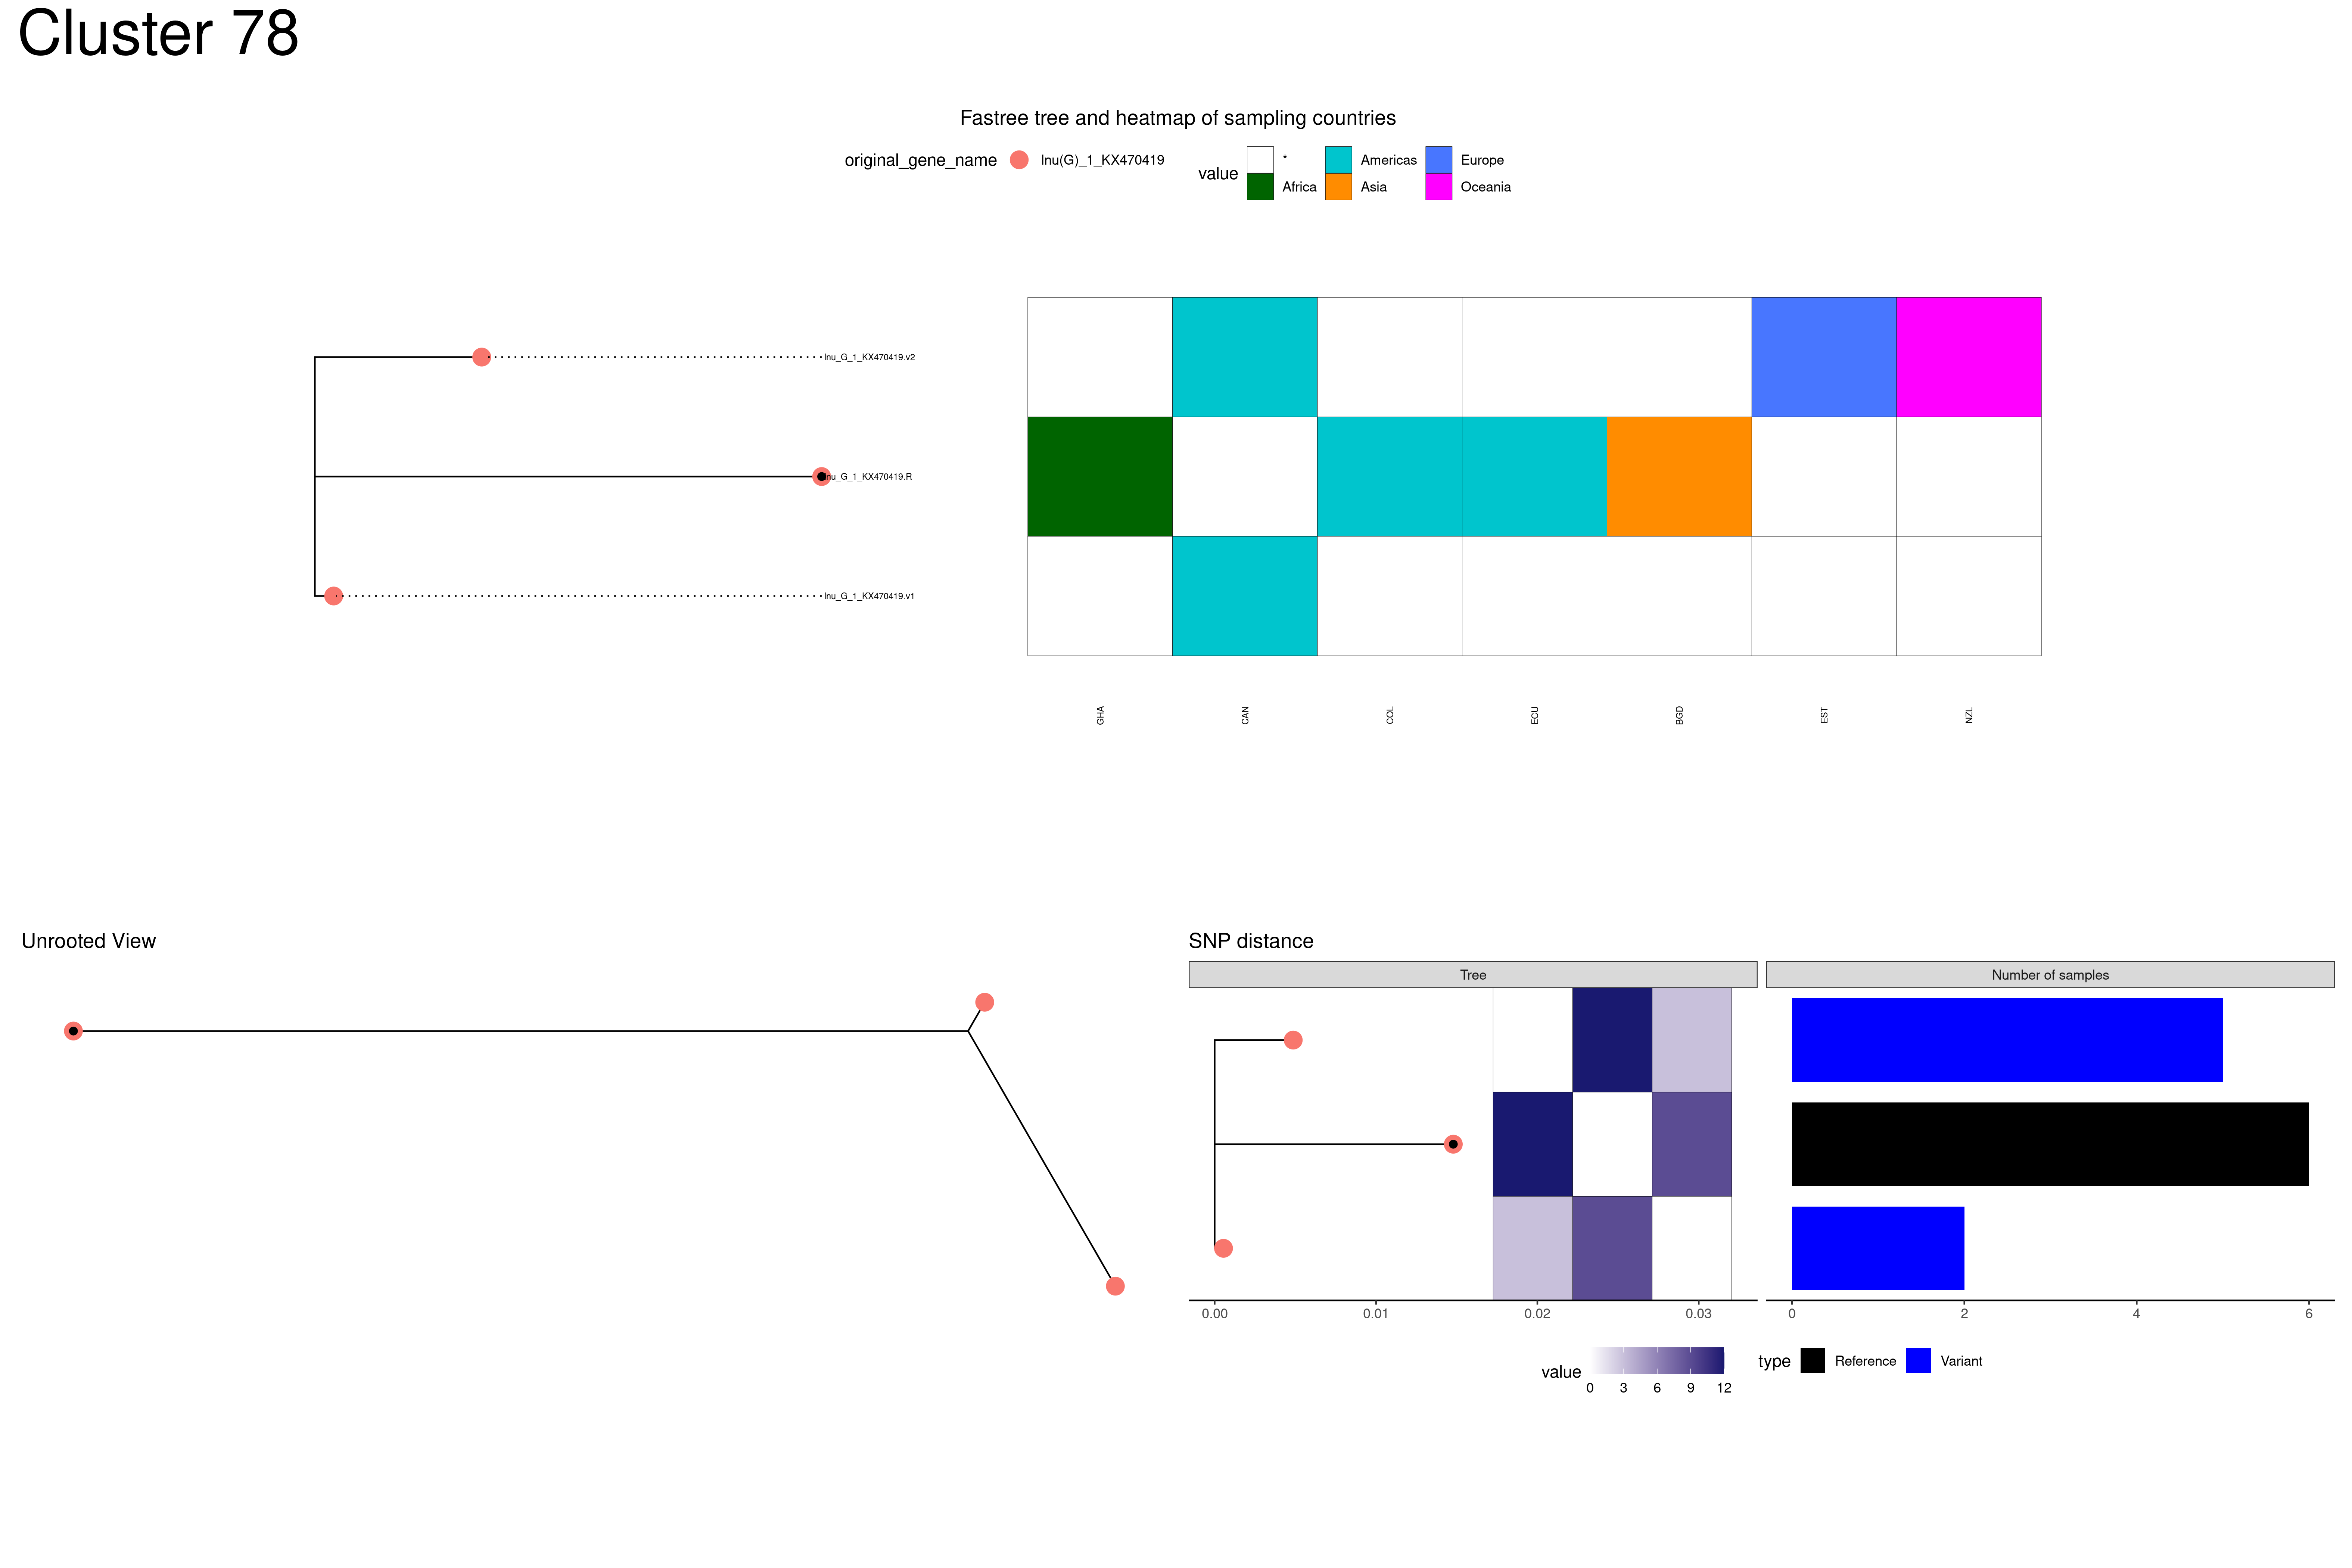 Cluster 78
Fastree tree and heatmap of sampling countries
original_gene_name lnu(G)_1_KX470419 value * Americas Europe
Africa Asia Oceania
lnu_G_1_KX470419.v2
lnu_G_1_KX470419.R
lnu_G_1_KX470419.v1
GHA CAN COL ECU BGD EST NZL
Unrooted View
SNP distance
Tree Number of samples
0.00 0.01 0.02 0.03 0 2 4 6
value 0 3 6 9 12 type Reference Variant